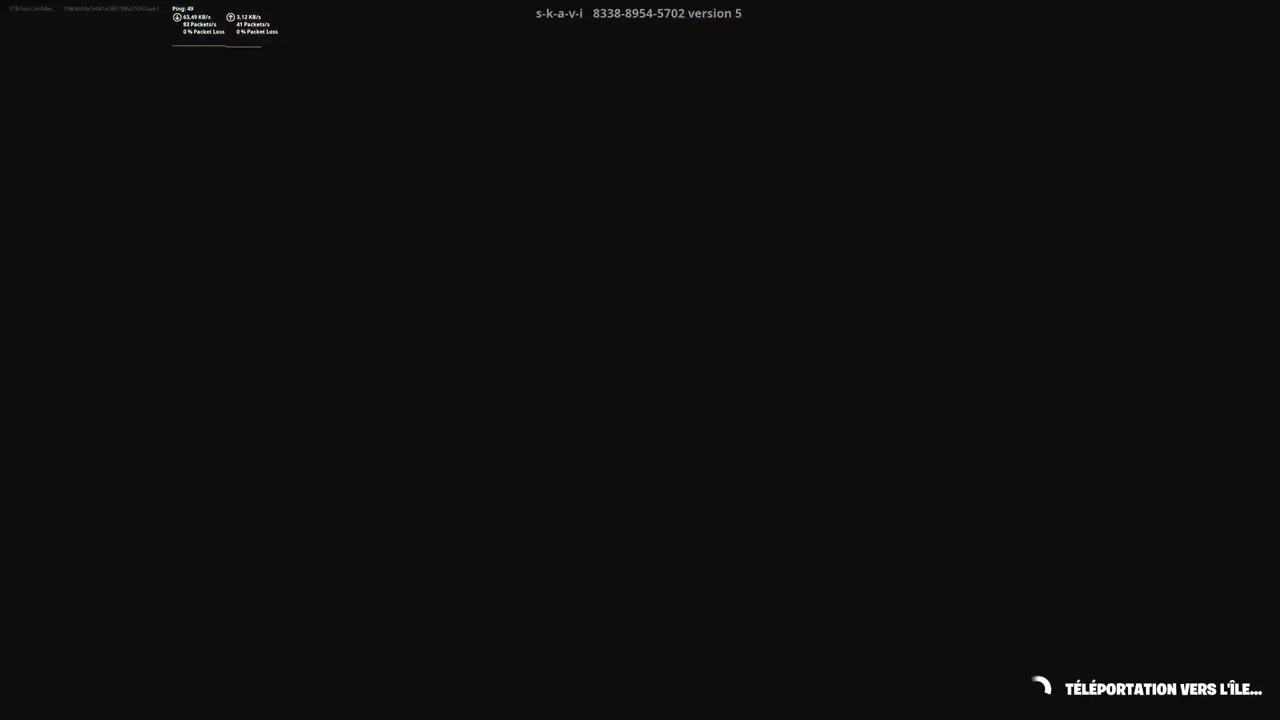 Ping: 49
63,49 KB/s 3,12 KB/s
83 Packets/s 41 Packets/s
0 % Packet Loss 0 % Packet Loss
s-k-a-v-i 8338-8954-5702 version 5
TÉLÉPORTATION VERS L'ÎLE...